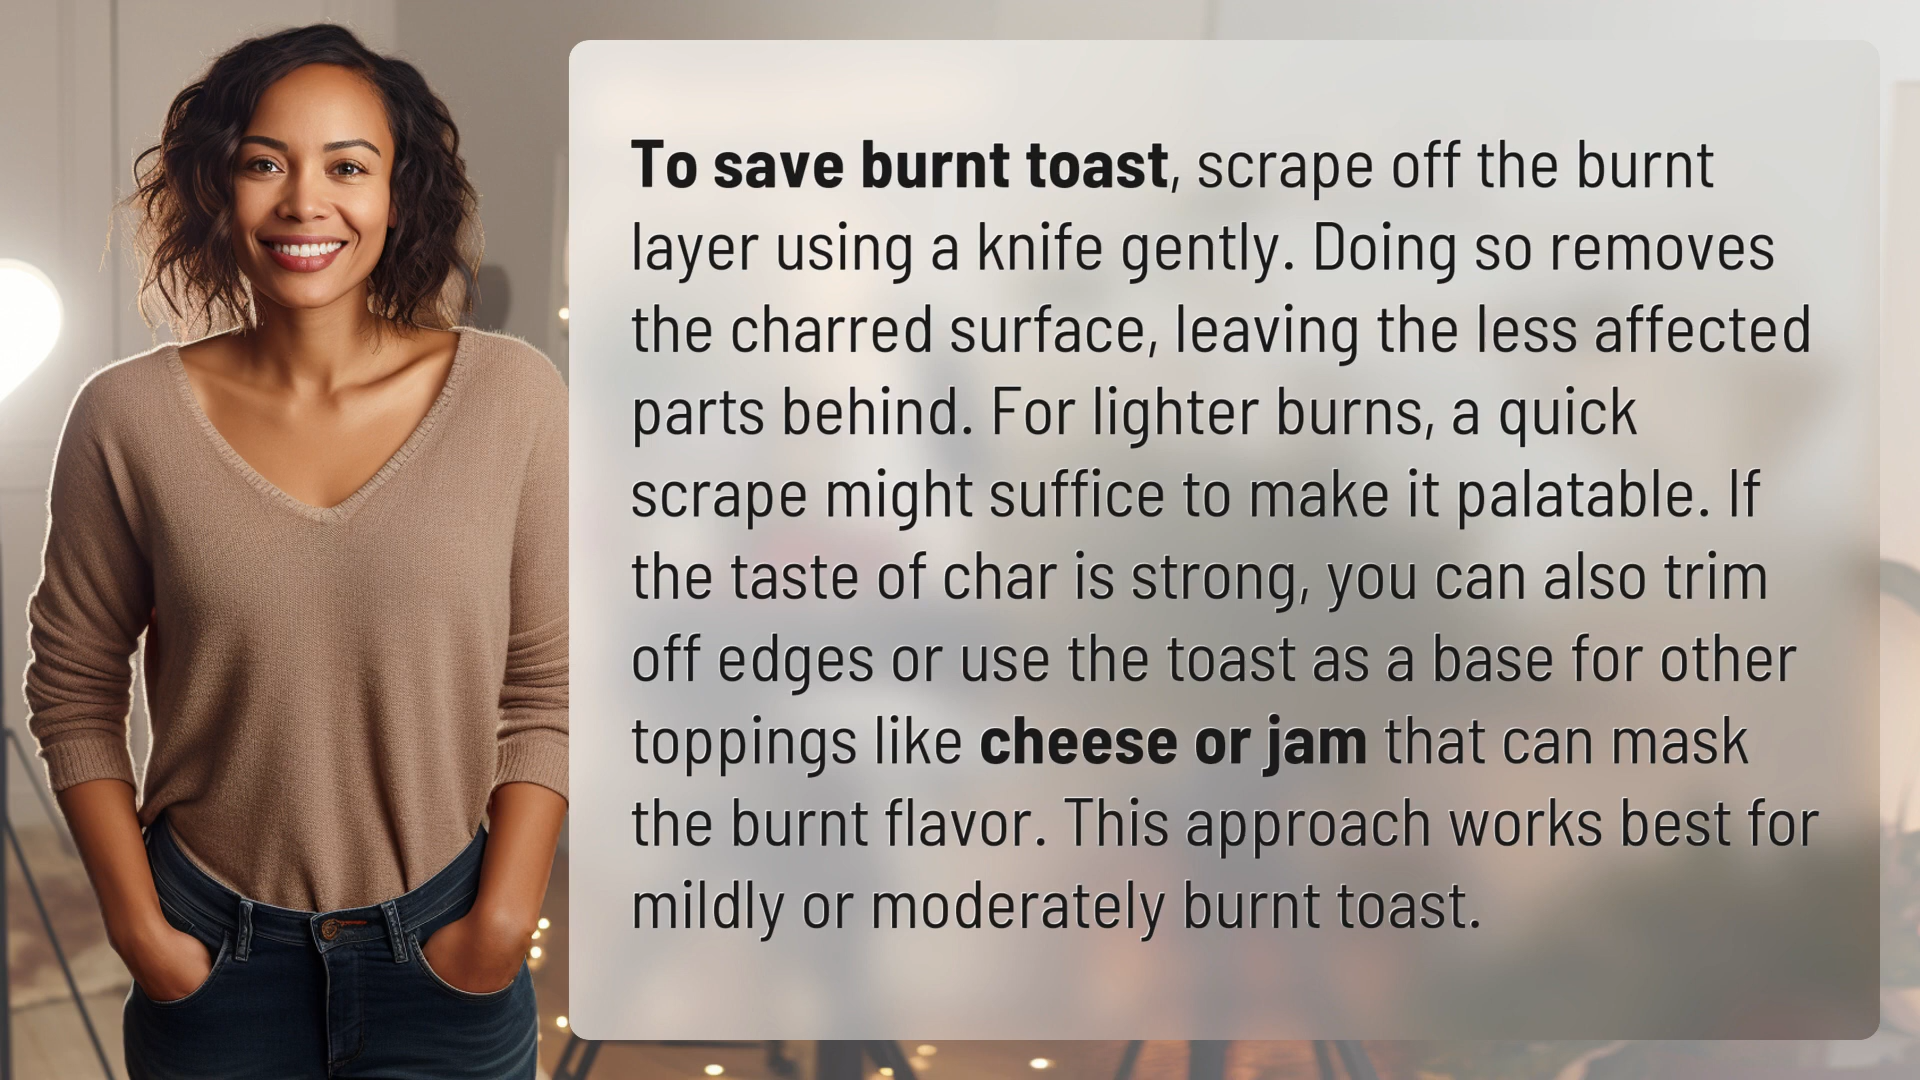 To save burnt toast, scrape off the burnt
layer using a knife gently. Doing so removes
the charred surface, leaving the less affected
parts behind. For lighter burns, a quick
scrape might suffice to make it palatable. If
the taste of char is strong, you can also trim
off edges or use the toast as a base for other
toppings like cheese or jam that can mask
the burnt flavor. This approach works best for
mildly or moderately burnt toast.